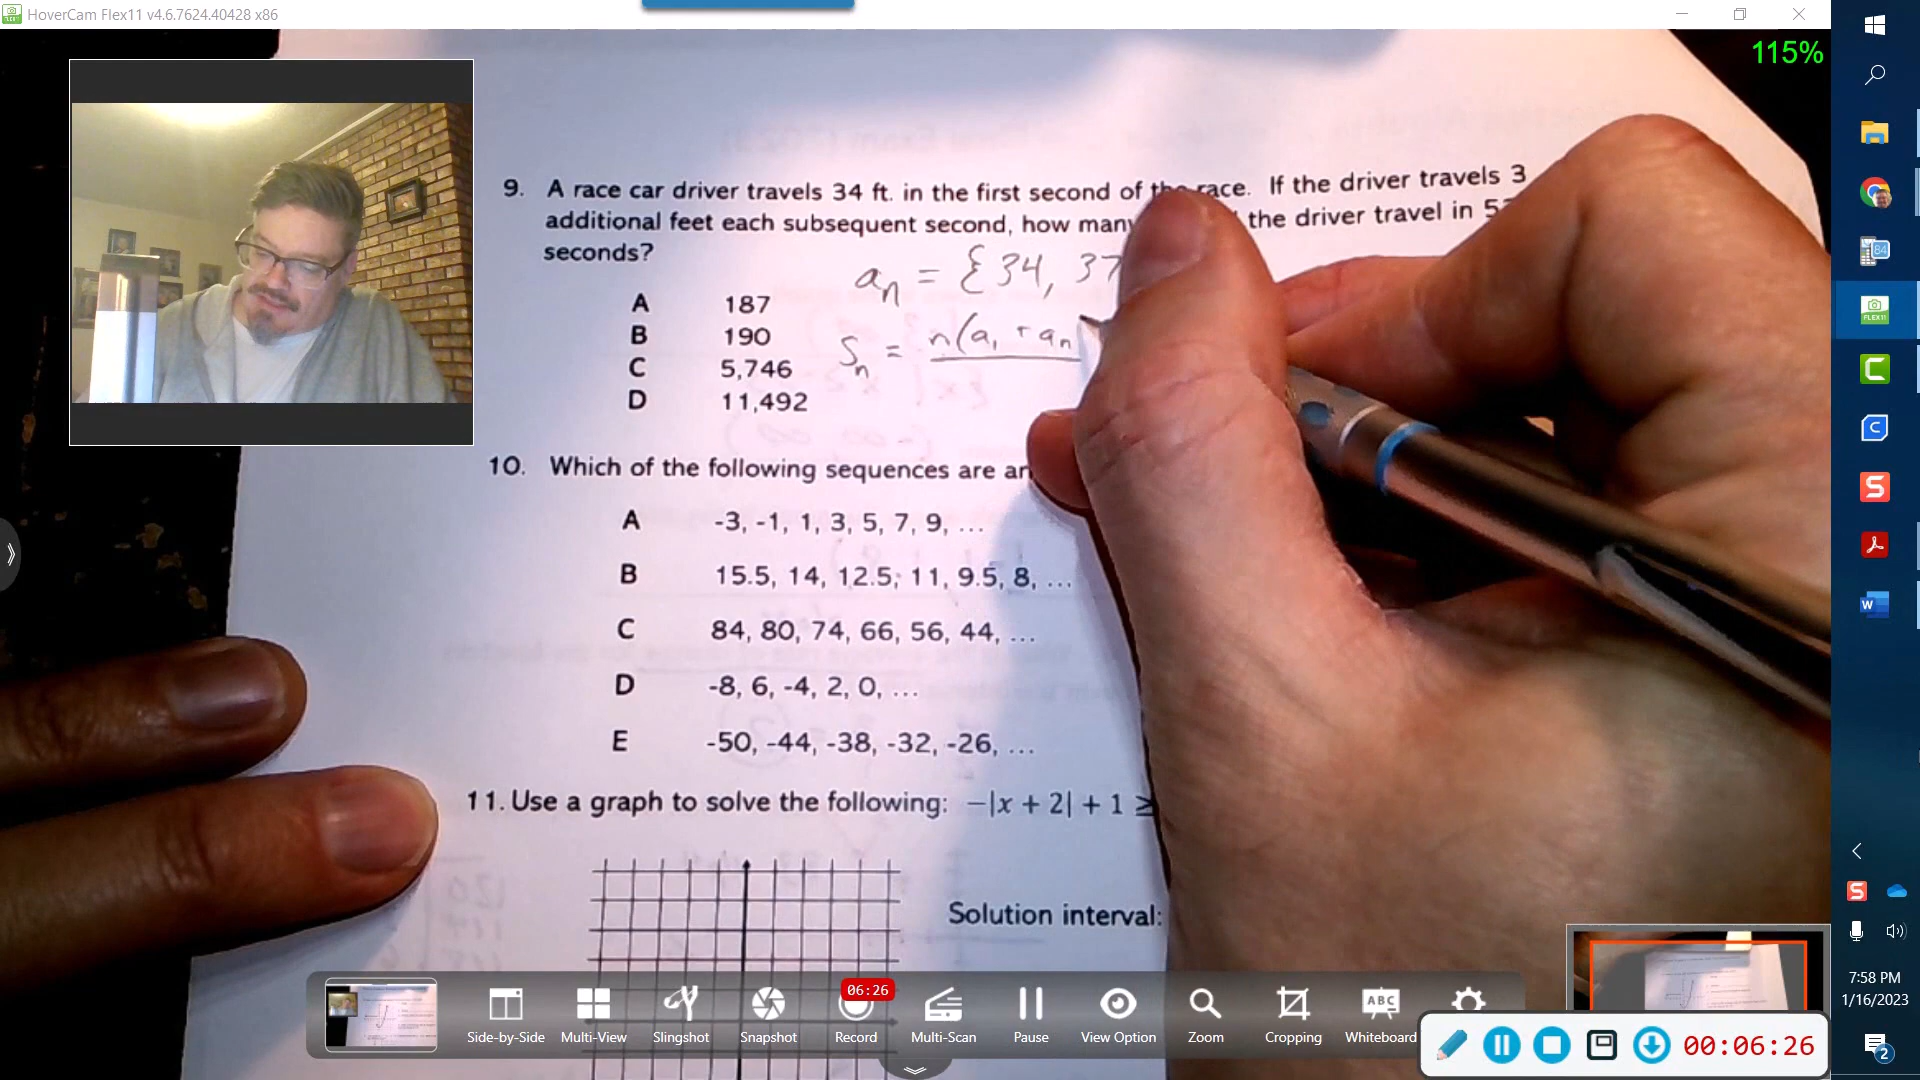 HoverCam Flex11 v4.6.7624.40428 x86
115%
9. A race car driver travels 34 ft. in the first second of the race. If the driver travels 3
additional feet each subsequent second, how many the driver travel in
seconds?
aₙ = {34, 37
Sₙ = n(a₁ + aₙ
A 187
B 190
C 5,746
D 11,492
10. Which of the following sequences are
A -3, -1, 1, 3, 5, 7, 9, ...
B 15.5, 14, 12.5, 11, 9.5, 8, ...
C 84, 80, 74, 66, 56, 44, ...
D -8, 6, -4, 2, 0, ...
E -50, -44, -38, -32, -26, ...
11. Use a graph to solve the following: −|x + 2| + 1 ≥
Solution interval:
06:26
Side-by-Side Multi-View Slingshot Snapshot Record Multi-Scan Pause View Option Zoom Cropping Whiteboard
ABC
00:06:26
84
FLEX11
7:58 PM
1/16/2023
2